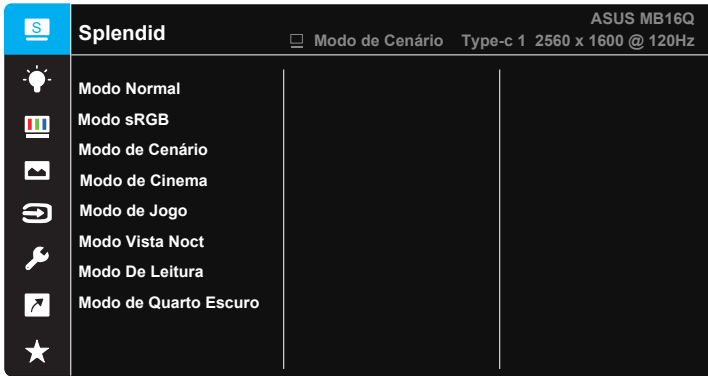 S
Splendid
ASUS MB16Q
Modo de Cenário Type-c 1 2560 x 1600 @ 120Hz
Modo Normal
Modo sRGB
Modo de Cenário
Modo de Cinema
Modo de Jogo
Modo Vista Noct
Modo De Leitura
Modo de Quarto Escuro